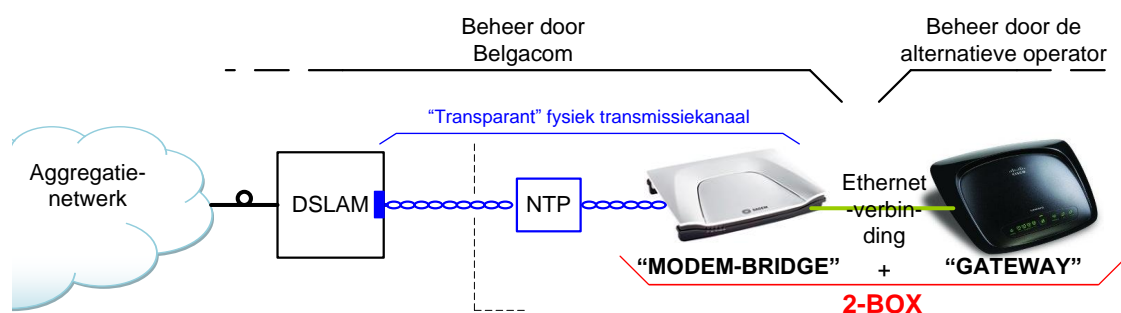 Beheer door
Belgacom
Beheer door de
alternatieve operator
“Transparant” fysiek transmissiekanaal
Aggregatie-
netwerk
DSLAM
NTP
Ethernet
-verbin-
ding
“MODEM-BRIDGE”
+
“GATEWAY”
2-BOX